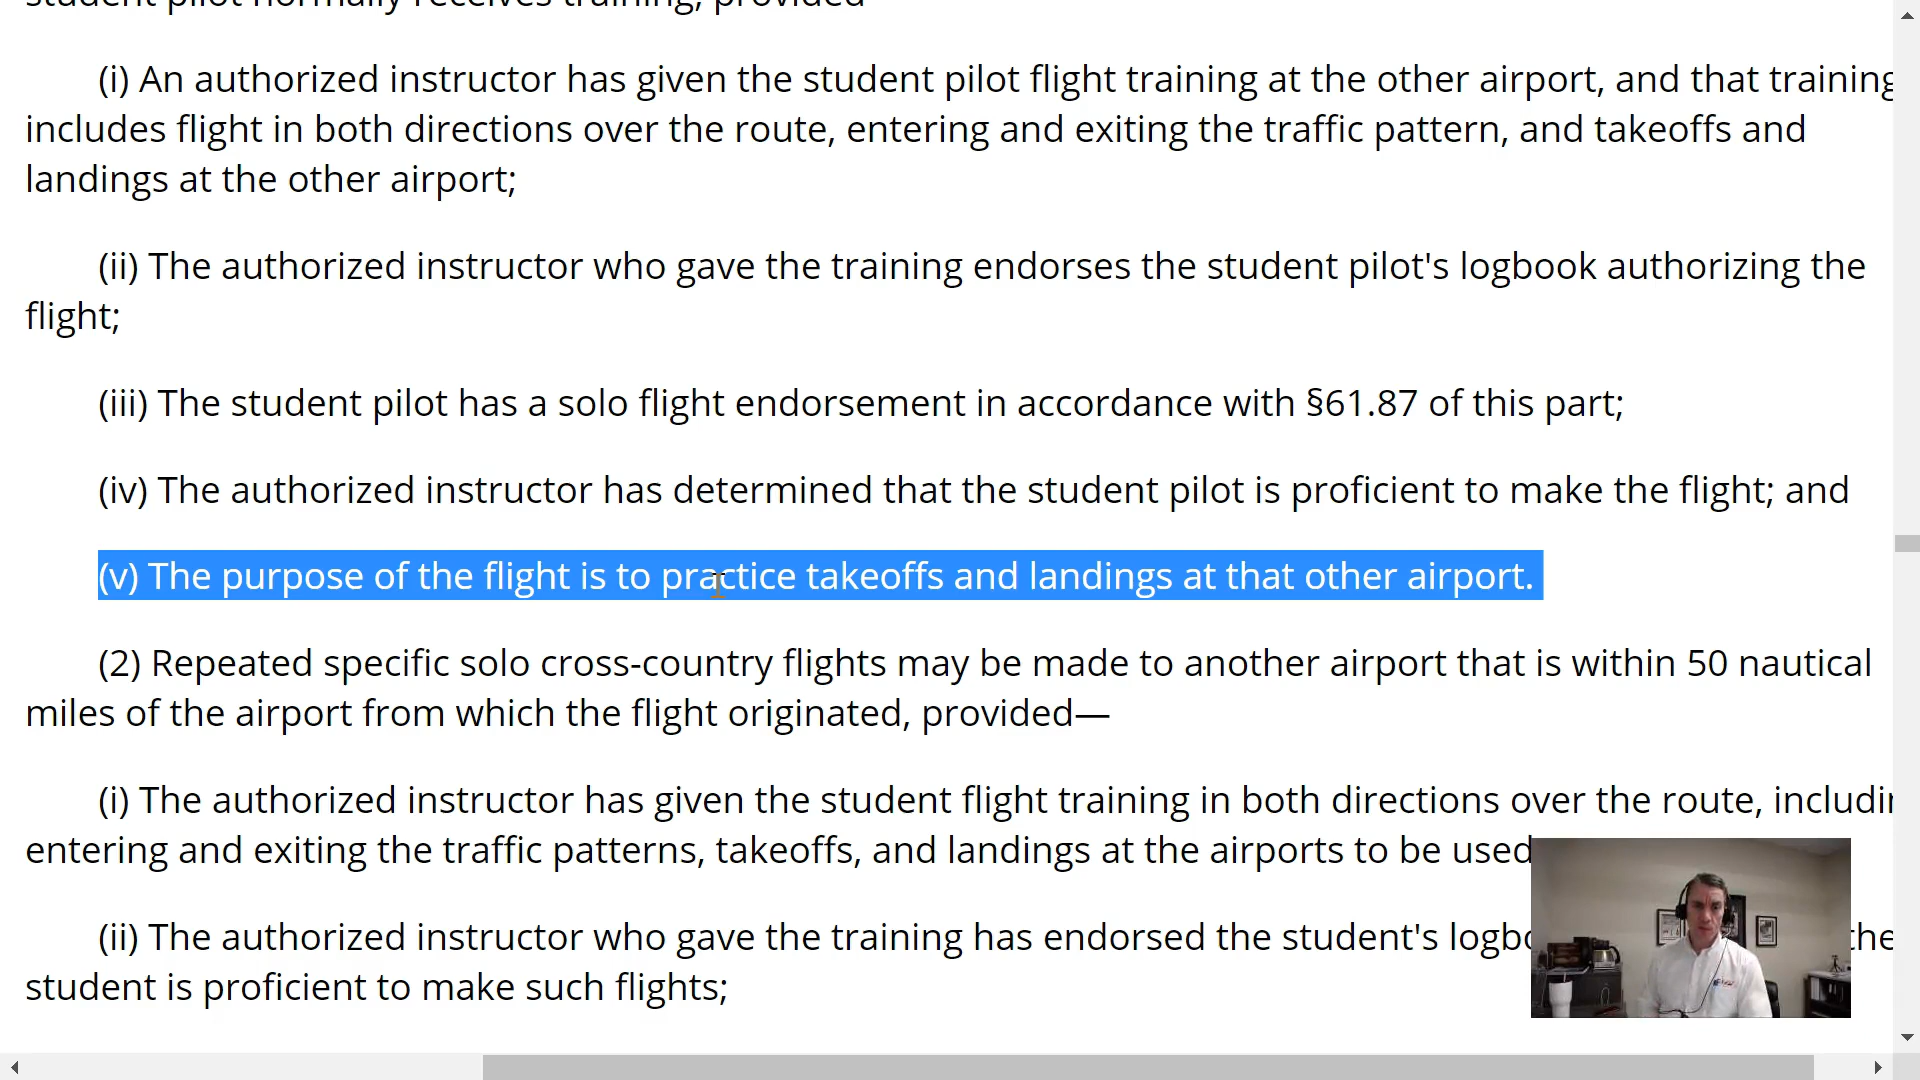 student pilot normally receives training, provided
(i) An authorized instructor has given the student pilot flight training at the other airport, and that training
includes flight in both directions over the route, entering and exiting the traffic pattern, and takeoffs and
landings at the other airport;
(ii) The authorized instructor who gave the training endorses the student pilot's logbook authorizing the
flight;
(iii) The student pilot has a solo flight endorsement in accordance with §61.87 of this part;
(iv) The authorized instructor has determined that the student pilot is proficient to make the flight; and
(v) The purpose of the flight is to practice takeoffs and landings at that other airport.
(2) Repeated specific solo cross-country flights may be made to another airport that is within 50 nautical
miles of the airport from which the flight originated, provided—
(i) The authorized instructor has given the student flight training in both directions over the route,
entering and exiting the traffic patterns, takeoffs, and landings at the airports to be used
(ii) The authorized instructor who gave the training has endorsed the student's the
student is proficient to make such flights;